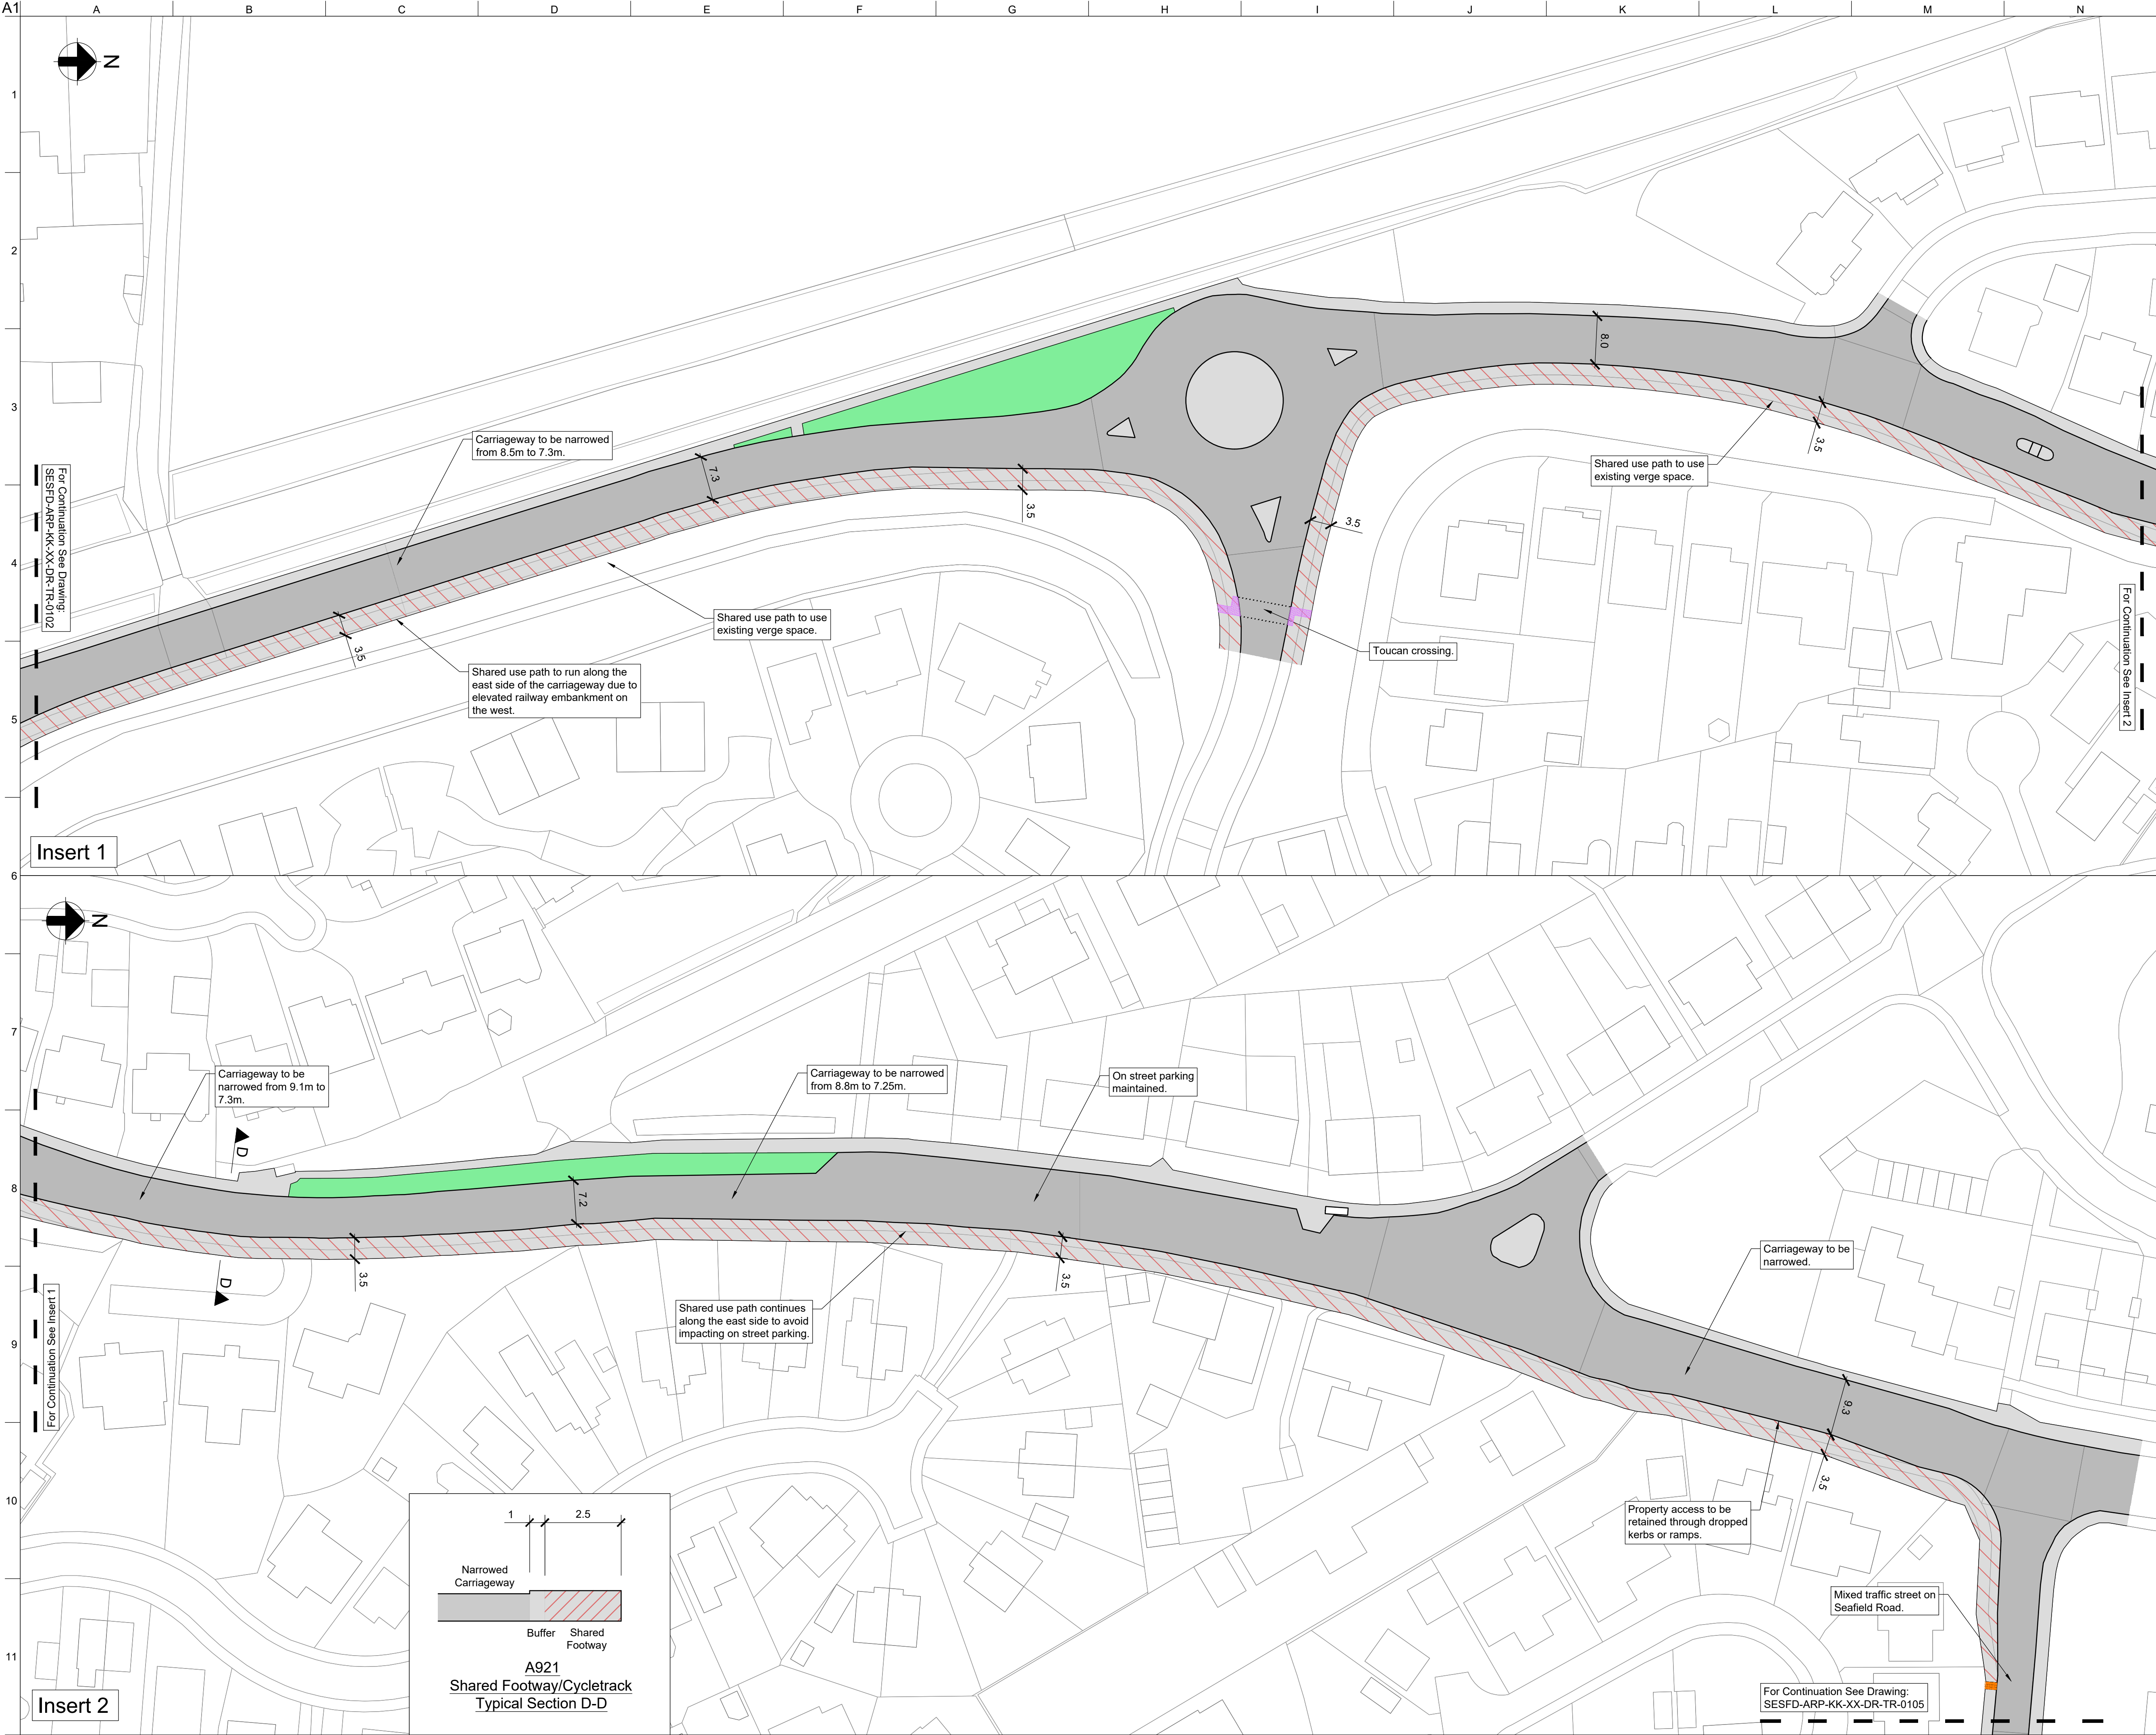 A1
A
B
C
D
E
F
G
H
I
J
K
L
M
N
1
2
3
4
5
6
7
8
9
10
11
N
Carriageway to be narrowed
from 8.5m to 7.3m.
For Continuation See Drawing:
SESFD-ARP-KK-XX-DR-TR-0102
7.3
3.5
8.0
3.5
3.5
3.5
Shared use path to use
existing verge space.
Shared use path to use
existing verge space.
Toucan crossing.
Shared use path to run along the
east side of the carriageway due to
elevated railway embankment on
the west.
For Continuation See Insert 2
Insert 1
N
Carriageway to be
narrowed from 9.1m to
7.3m.
Carriageway to be narrowed
from 8.8m to 7.25m.
On street parking
maintained.
D
D
7.2
3.5
3.5
Shared use path continues
along the east side to avoid
impacting on street parking.
Carriageway to be
narrowed.
9.3
3.5
For Continuation See Insert 1
Property access to be
retained through dropped
kerbs or ramps.
Mixed traffic street on
Seafield Road.
1
2.5
Narrowed
Carriageway
Buffer
Shared
Footway
A921
Shared Footway/Cycletrack
Typical Section D-D
For Continuation See Drawing:
SESFD-ARP-KK-XX-DR-TR-0105
Insert 2